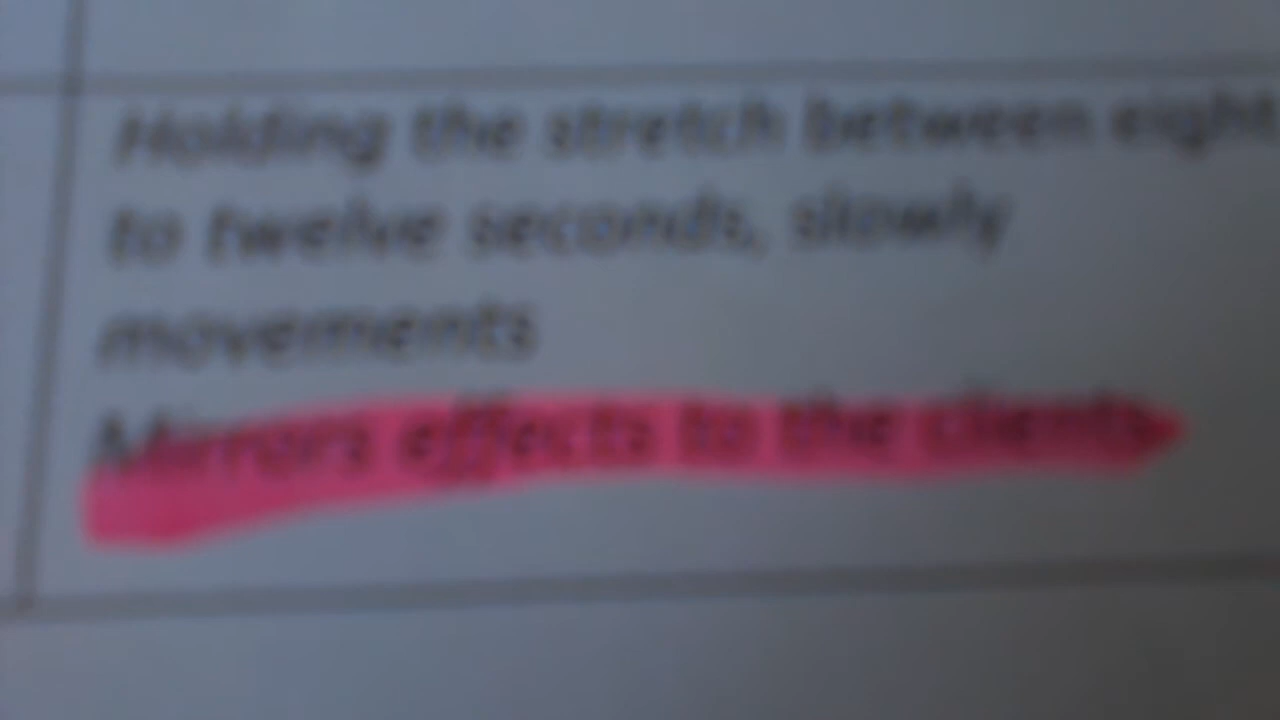 Holding the stretch between eight
to twelve seconds, slowly
movements
Mirrors effects to the clients